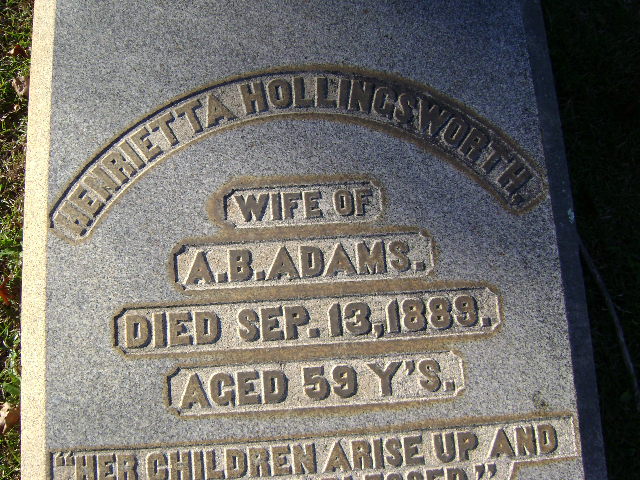 HENRIETTA HOLLINGSWORTH,
WIFE OF
A.B. ADAMS.
DIED SEP. 13, 1889.
AGED 59 Y'S.
"HER CHILDREN ARISE UP AND